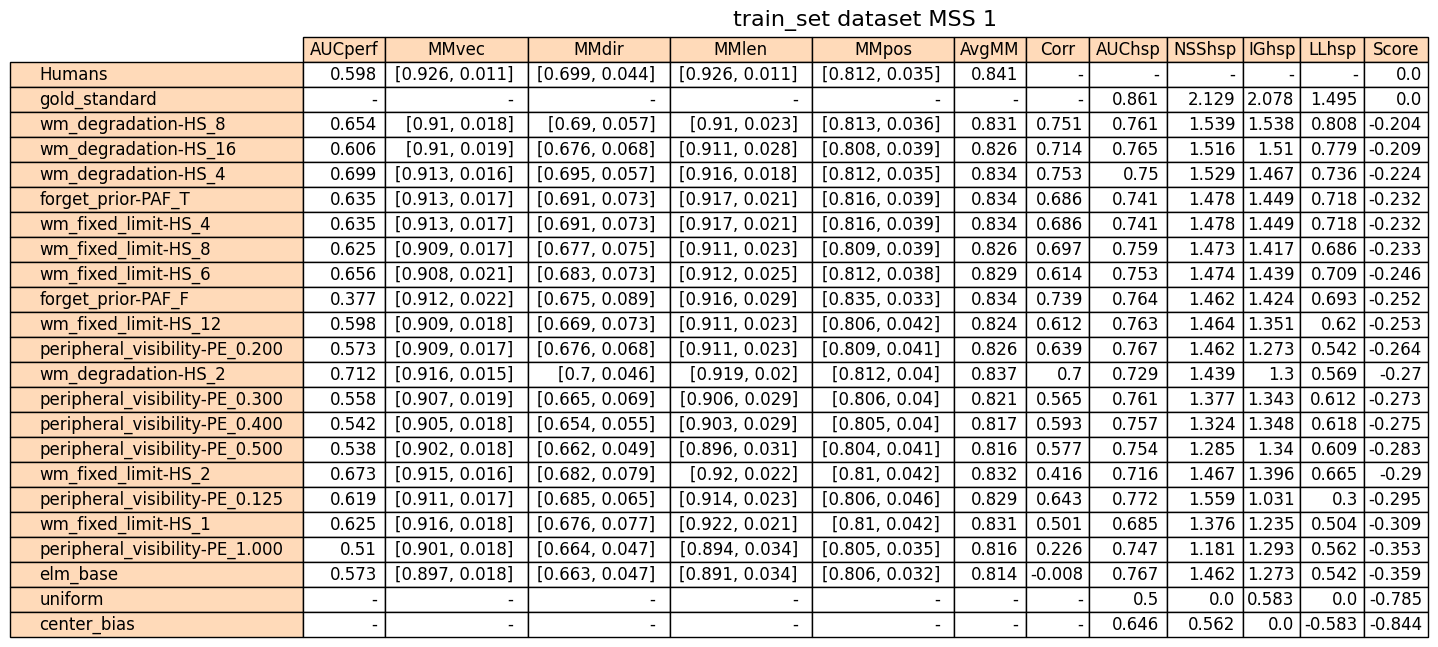 train_set dataset MSS 1
AUCperf MMvec MMdir MMlen MMpos AvgMM Corr AUChsp NSShsp IGhsp LLhsp Score
Humans 0.598 [0.926, 0.011] [0.699, 0.044] [0.926, 0.011] [0.812, 0.035] 0.841 - - - - - 0.0
gold_standard - - - - - - - 0.861 2.129 2.078 1.495 0.0
wm_degradation-HS_8 0.654 [0.91, 0.018] [0.69, 0.057] [0.91, 0.023] [0.813, 0.036] 0.831 0.751 0.761 1.539 1.538 0.808 -0.204
wm_degradation-HS_16 0.606 [0.91, 0.019] [0.676, 0.068] [0.911, 0.028] [0.808, 0.039] 0.826 0.714 0.765 1.516 1.51 0.779 -0.209
wm_degradation-HS_4 0.699 [0.913, 0.016] [0.695, 0.057] [0.916, 0.018] [0.812, 0.035] 0.834 0.753 0.75 1.529 1.467 0.736 -0.224
forget_prior-PAF_T 0.635 [0.913, 0.017] [0.691, 0.073] [0.917, 0.021] [0.816, 0.039] 0.834 0.686 0.741 1.478 1.449 0.718 -0.232
wm_fixed_limit-HS_4 0.635 [0.913, 0.017] [0.691, 0.073] [0.917, 0.021] [0.816, 0.039] 0.834 0.686 0.741 1.478 1.449 0.718 -0.232
wm_fixed_limit-HS_8 0.625 [0.909, 0.017] [0.677, 0.075] [0.911, 0.023] [0.809, 0.039] 0.826 0.697 0.759 1.473 1.417 0.686 -0.233
wm_fixed_limit-HS_6 0.656 [0.908, 0.021] [0.683, 0.073] [0.912, 0.025] [0.812, 0.038] 0.829 0.614 0.753 1.474 1.439 0.709 -0.246
forget_prior-PAF_F 0.377 [0.912, 0.022] [0.675, 0.089] [0.916, 0.029] [0.835, 0.033] 0.834 0.739 0.764 1.462 1.424 0.693 -0.252
wm_fixed_limit-HS_12 0.598 [0.909, 0.018] [0.669, 0.073] [0.911, 0.023] [0.806, 0.042] 0.824 0.612 0.763 1.464 1.351 0.62 -0.253
peripheral_visibility-PE_0.200 0.573 [0.909, 0.017] [0.676, 0.068] [0.911, 0.023] [0.809, 0.041] 0.826 0.639 0.767 1.462 1.273 0.542 -0.264
wm_degradation-HS_2 0.712 [0.916, 0.015] [0.7, 0.046] [0.919, 0.02] [0.812, 0.04] 0.837 0.7 0.729 1.439 1.3 0.569 -0.27
peripheral_visibility-PE_0.300 0.558 [0.907, 0.019] [0.665, 0.069] [0.906, 0.029] [0.806, 0.04] 0.821 0.565 0.761 1.377 1.343 0.612 -0.273
peripheral_visibility-PE_0.400 0.542 [0.905, 0.018] [0.654, 0.055] [0.903, 0.029] [0.805, 0.04] 0.817 0.593 0.757 1.324 1.348 0.618 -0.275
peripheral_visibility-PE_0.500 0.538 [0.902, 0.018] [0.662, 0.049] [0.896, 0.031] [0.804, 0.041] 0.816 0.577 0.754 1.285 1.34 0.609 -0.283
wm_fixed_limit-HS_2 0.673 [0.915, 0.016] [0.682, 0.079] [0.92, 0.022] [0.81, 0.042] 0.832 0.416 0.716 1.467 1.396 0.665 -0.29
peripheral_visibility-PE_0.125 0.619 [0.911, 0.017] [0.685, 0.065] [0.914, 0.023] [0.806, 0.046] 0.829 0.643 0.772 1.559 1.031 0.3 -0.295
wm_fixed_limit-HS_1 0.625 [0.916, 0.018] [0.676, 0.077] [0.922, 0.021] [0.81, 0.042] 0.831 0.501 0.685 1.376 1.235 0.504 -0.309
peripheral_visibility-PE_1.000 0.51 [0.901, 0.018] [0.664, 0.047] [0.894, 0.034] [0.805, 0.035] 0.816 0.226 0.747 1.181 1.293 0.562 -0.353
elm_base 0.573 [0.897, 0.018] [0.663, 0.047] [0.891, 0.034] [0.806, 0.032] 0.814 -0.008 0.767 1.462 1.273 0.542 -0.359
uniform - - - - - - - 0.5 0.0 0.583 0.0 -0.785
center_bias - - - - - - - 0.646 0.562 0.0 -0.583 -0.844